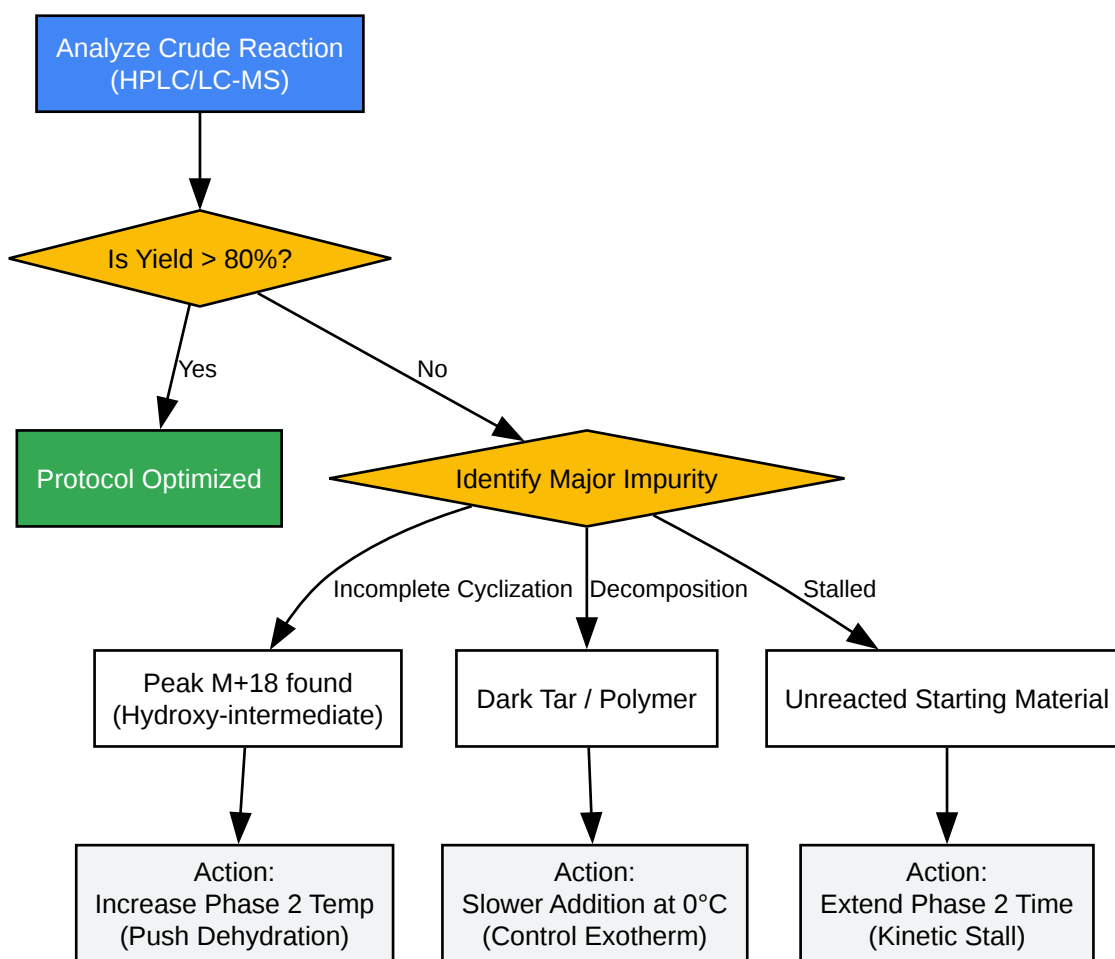 Analyze Crude Reaction
(HPLC/LC-MS)
Is Yield > 80%?
Yes
No
Protocol Optimized
Identify Major Impurity
Incomplete Cyclization
Decomposition
Stalled
Peak M+18 found
(Hydroxy-intermediate)
Dark Tar / Polymer
Unreacted Starting Material
Action:
Increase Phase 2 Temp
(Push Dehydration)
Action:
Slower Addition at 0°C
(Control Exotherm)
Action:
Extend Phase 2 Time
(Kinetic Stall)